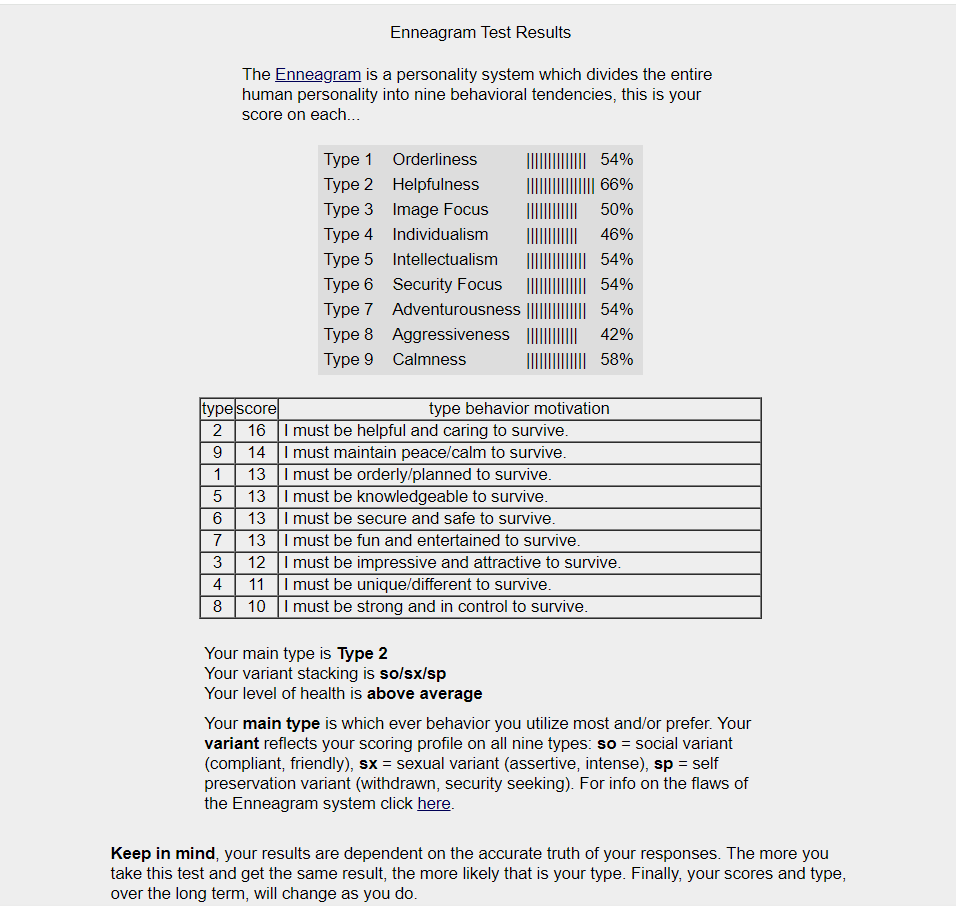 Enneagram Test Results
The Enneagram is a personality system which divides the entire
human personality into nine behavioral tendencies, this is your
score on each...
Type 1 Orderliness |||||||||||||| 54%
Type 2 Helpfulness |||||||||||||||| 66%
Type 3 Image Focus |||||||||||| 50%
Type 4 Individualism |||||||||||| 46%
Type 5 Intellectualism |||||||||||||| 54%
Type 6 Security Focus |||||||||||||| 54%
Type 7 Adventurousness |||||||||||||| 54%
Type 8 Aggressiveness |||||||||||| 42%
Type 9 Calmness |||||||||||||| 58%
type score type behavior motivation
2 16 I must be helpful and caring to survive.
9 14 I must maintain peace/calm to survive.
1 13 I must be orderly/planned to survive.
5 13 I must be knowledgeable to survive.
6 13 I must be secure and safe to survive.
7 13 I must be fun and entertained to survive.
3 12 I must be impressive and attractive to survive.
4 11 I must be unique/different to survive.
8 10 I must be strong and in control to survive.
Your main type is Type 2
Your variant stacking is so/sx/sp
Your level of health is above average
Your main type is which ever behavior you utilize most and/or prefer. Your
variant reflects your scoring profile on all nine types: so = social variant
(compliant, friendly), sx = sexual variant (assertive, intense), sp = self
preservation variant (withdrawn, security seeking). For info on the flaws of
the Enneagram system click here.
Keep in mind, your results are dependent on the accurate truth of your responses. The more you
take this test and get the same result, the more likely that is your type. Finally, your scores and type,
over the long term, will change as you do.